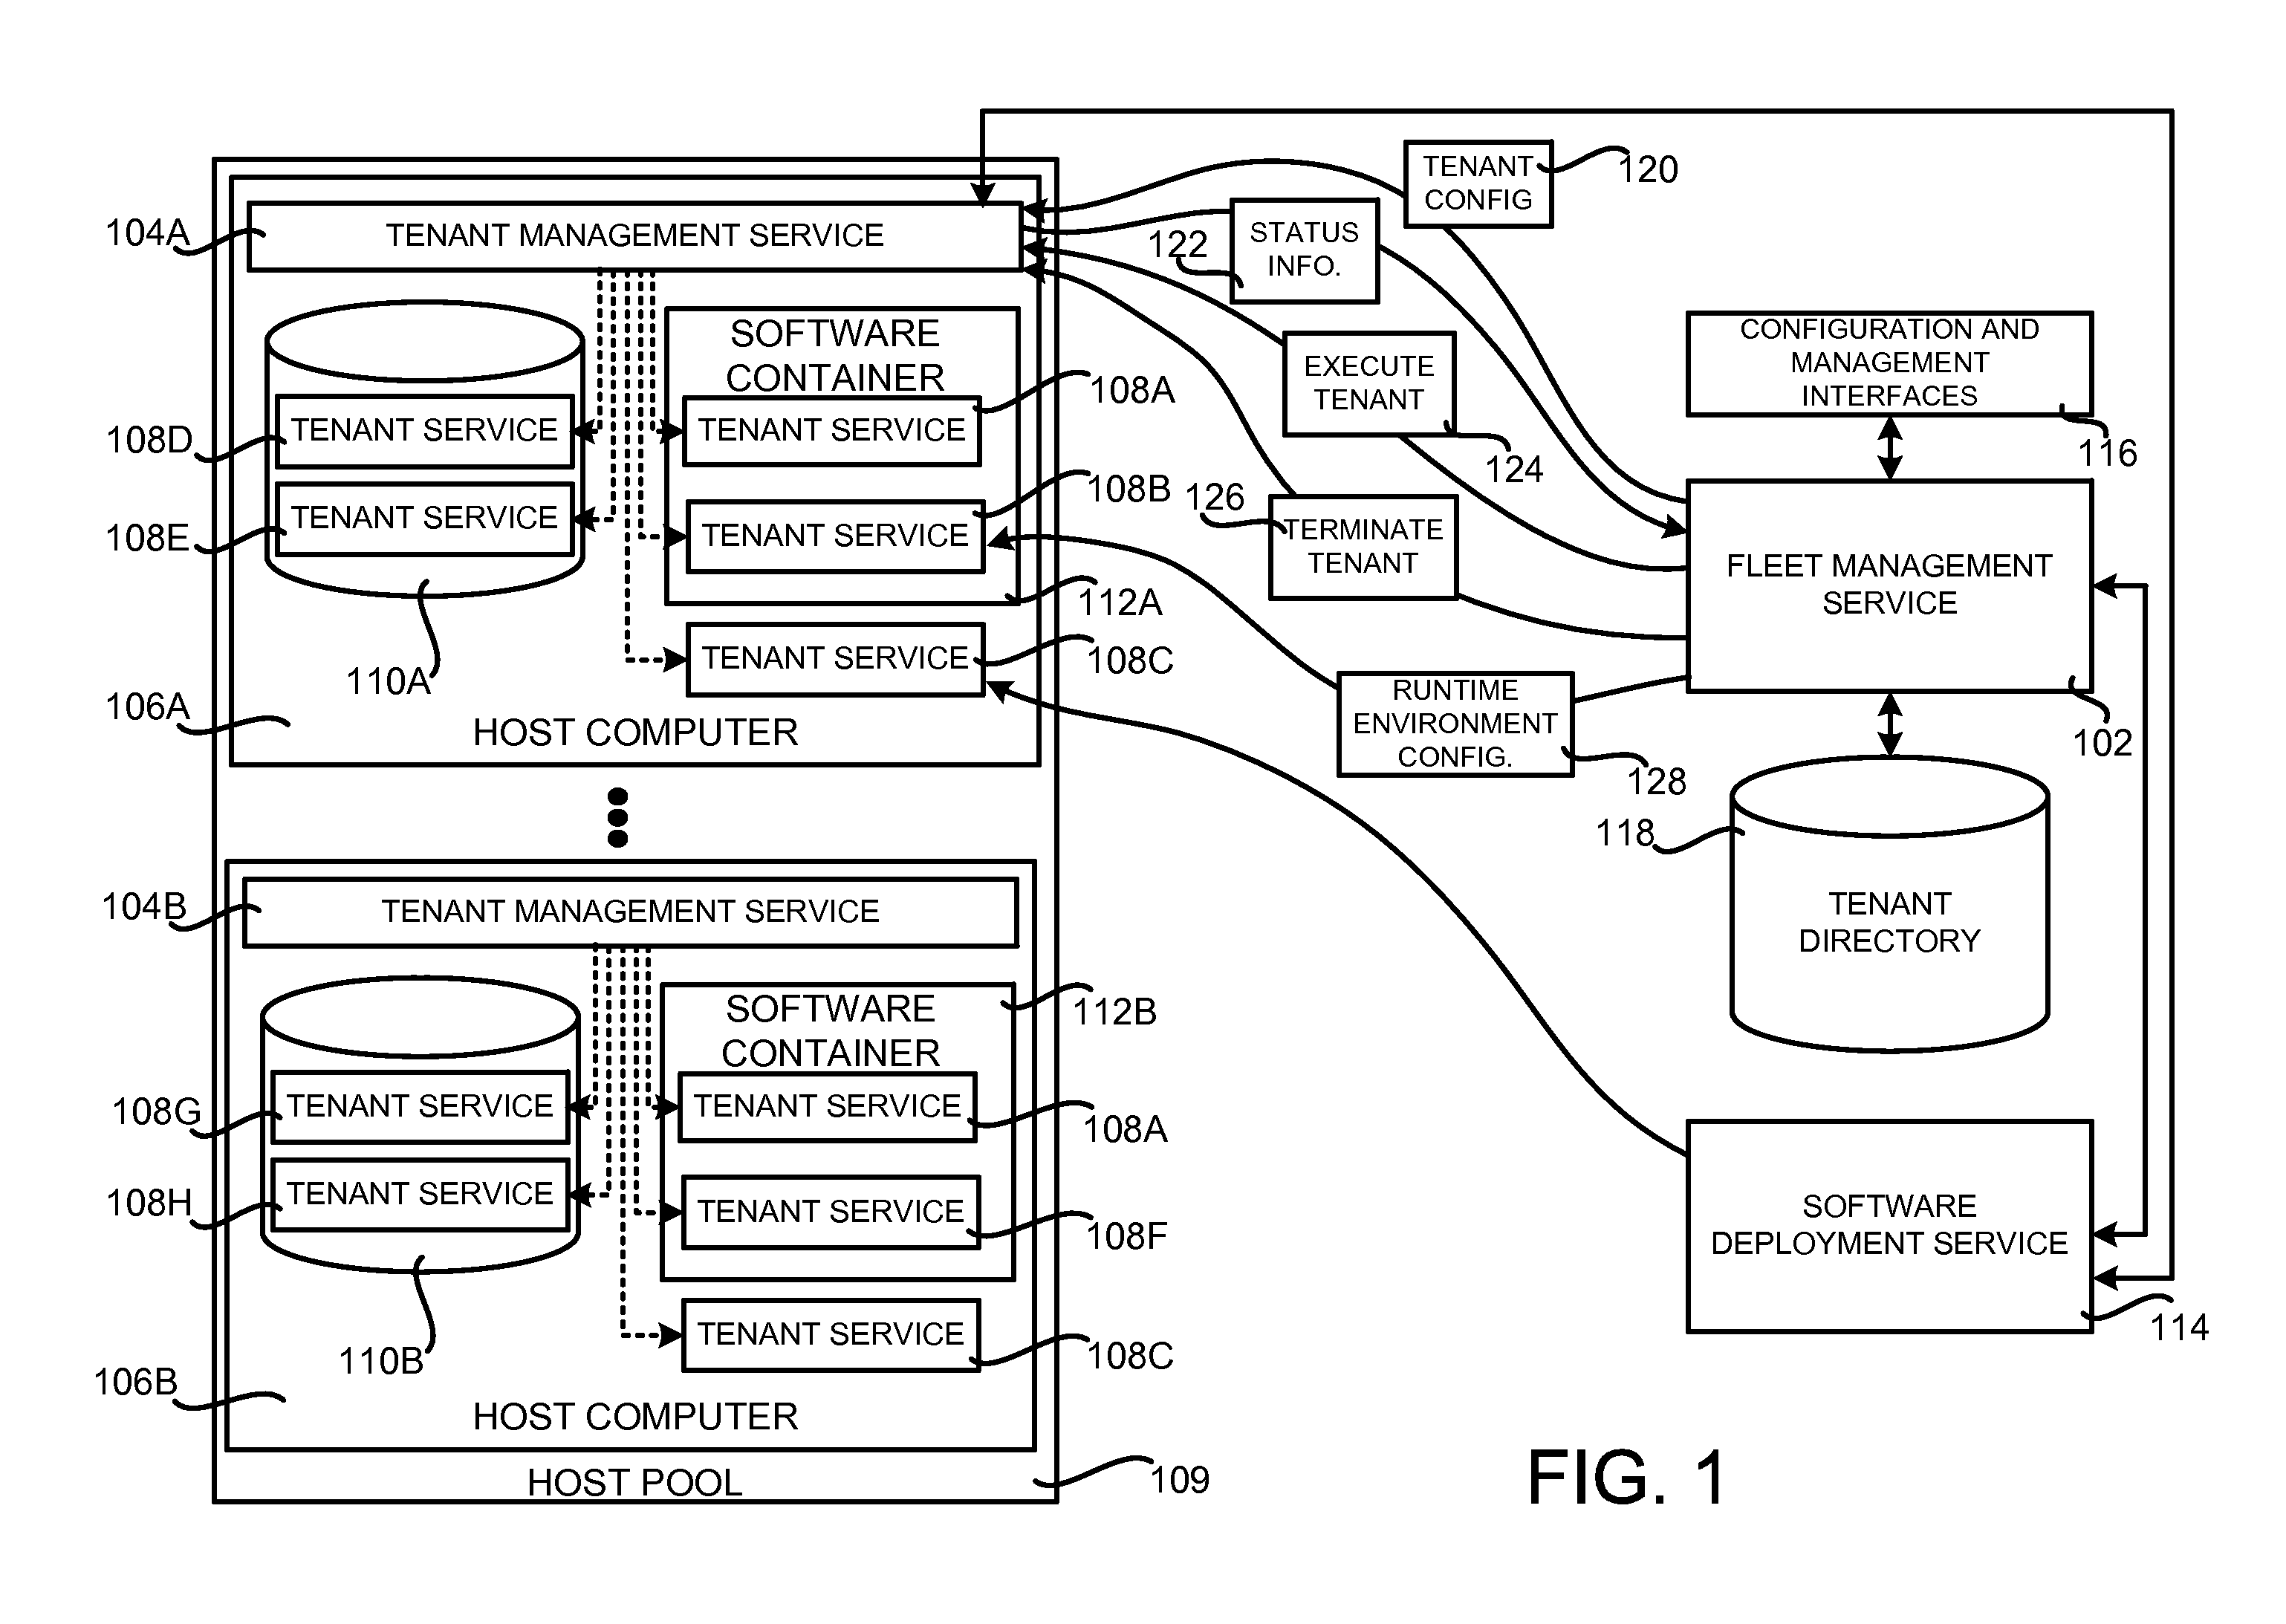 TENANT
CONFIG
120
104A
TENANT MANAGEMENT SERVICE
STATUS
INFO.
122
SOFTWARE
CONTAINER
CONFIGURATION AND
MANAGEMENT
INTERFACES
116
EXECUTE
TENANT
124
108A
108D
TENANT SERVICE
TENANT SERVICE
108B
126
108E
TENANT SERVICE
TENANT SERVICE
TERMINATE
TENANT
FLEET MANAGEMENT
SERVICE
102
112A
110A
TENANT SERVICE
108C
106A
HOST COMPUTER
RUNTIME
ENVIRONMENT
CONFIG.
128
118
TENANT
DIRECTORY
104B
TENANT MANAGEMENT SERVICE
SOFTWARE
CONTAINER
112B
108G
TENANT SERVICE
TENANT SERVICE
108A
108H
TENANT SERVICE
TENANT SERVICE
108F
SOFTWARE
DEPLOYMENT SERVICE
114
110B
TENANT SERVICE
108C
106B
HOST COMPUTER
HOST POOL
109
FIG. 1